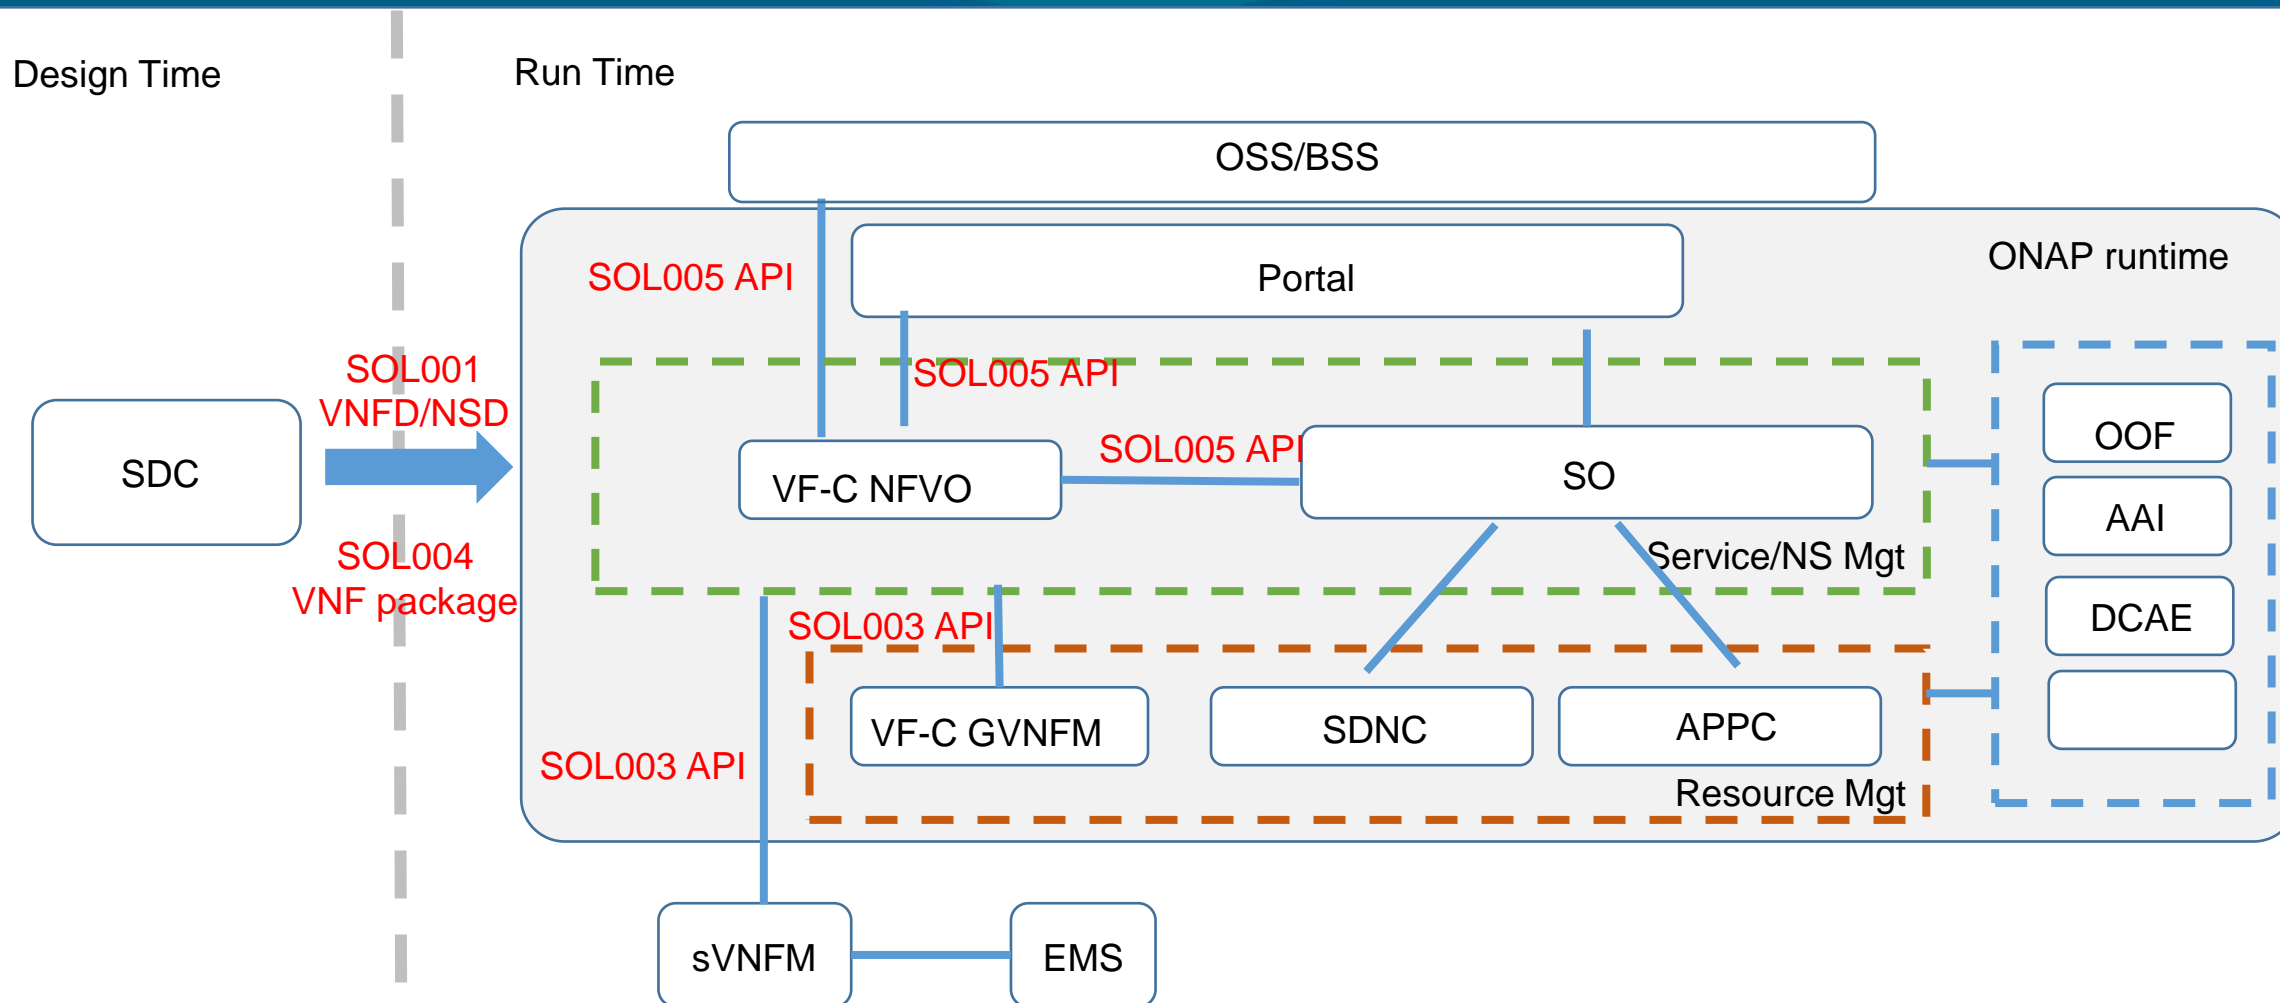 Design Time
Run Time
OSS/BSS
Portal
ONAP runtime
SOL005 API
SOL001
VNFD/NSD
SOL005 API
SDC
VF-C NFVO
SOL005 API
SO
OOF
AAI
SOL004
VNF package
Service/NS Mgt
SOL003 API
DCAE
VF-C GVNFM
SDNC
APPC
SOL003 API
Resource Mgt
sVNFM
EMS